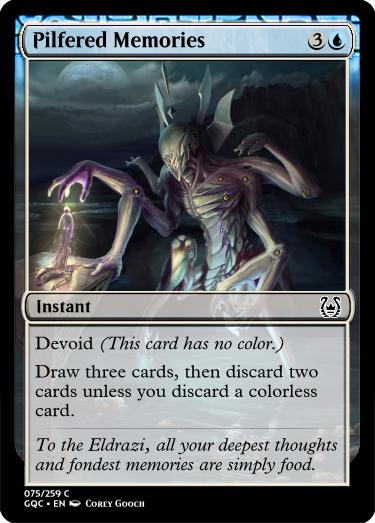 Pilfered Memories 3
Instant
Devoid (This card has no color.)
Draw three cards, then discard two
cards unless you discard a colorless
card.
To the Eldrazi, all your deepest thoughts
and fondest memories are simply food.
075/259 C
GQC • EN Corey Gooch